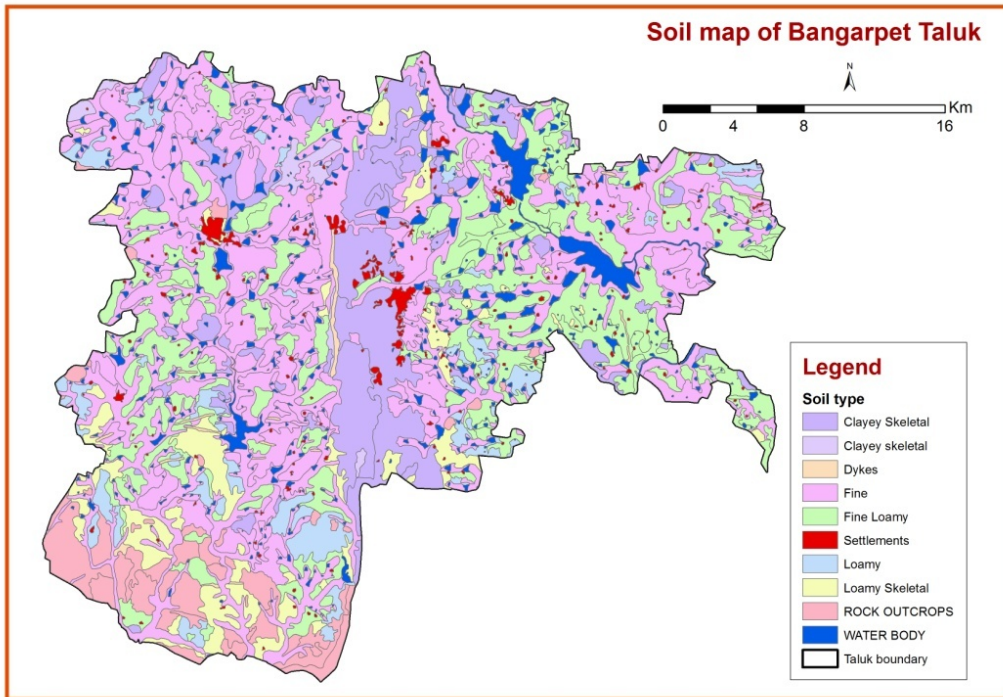 Soil map of Bangarpet Taluk
N
Km
0 4 8 16
Legend
Soil type
Clayey Skeletal
Clayey skeletal
Dykes
Fine
Fine Loamy
Settlements
Loamy
Loamy Skeletal
ROCK OUTCROPS
WATER BODY
Taluk boundary